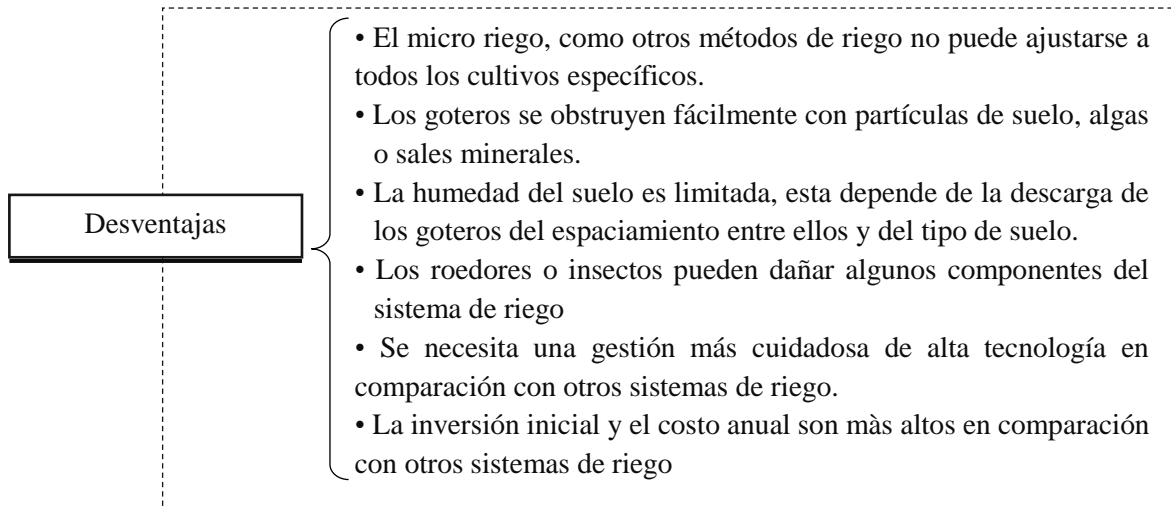 Desventajas
• El micro riego, como otros métodos de riego no puede ajustarse a
todos los cultivos específicos.
• Los goteros se obstruyen fácilmente con partículas de suelo, algas
o sales minerales.
• La humedad del suelo es limitada, esta depende de la descarga de
los goteros del espaciamiento entre ellos y del tipo de suelo.
• Los roedores o insectos pueden dañar algunos componentes del
sistema de riego
• Se necesita una gestión más cuidadosa de alta tecnología en
comparación con otros sistemas de riego.
• La inversión inicial y el costo anual son màs altos en comparación
con otros sistemas de riego